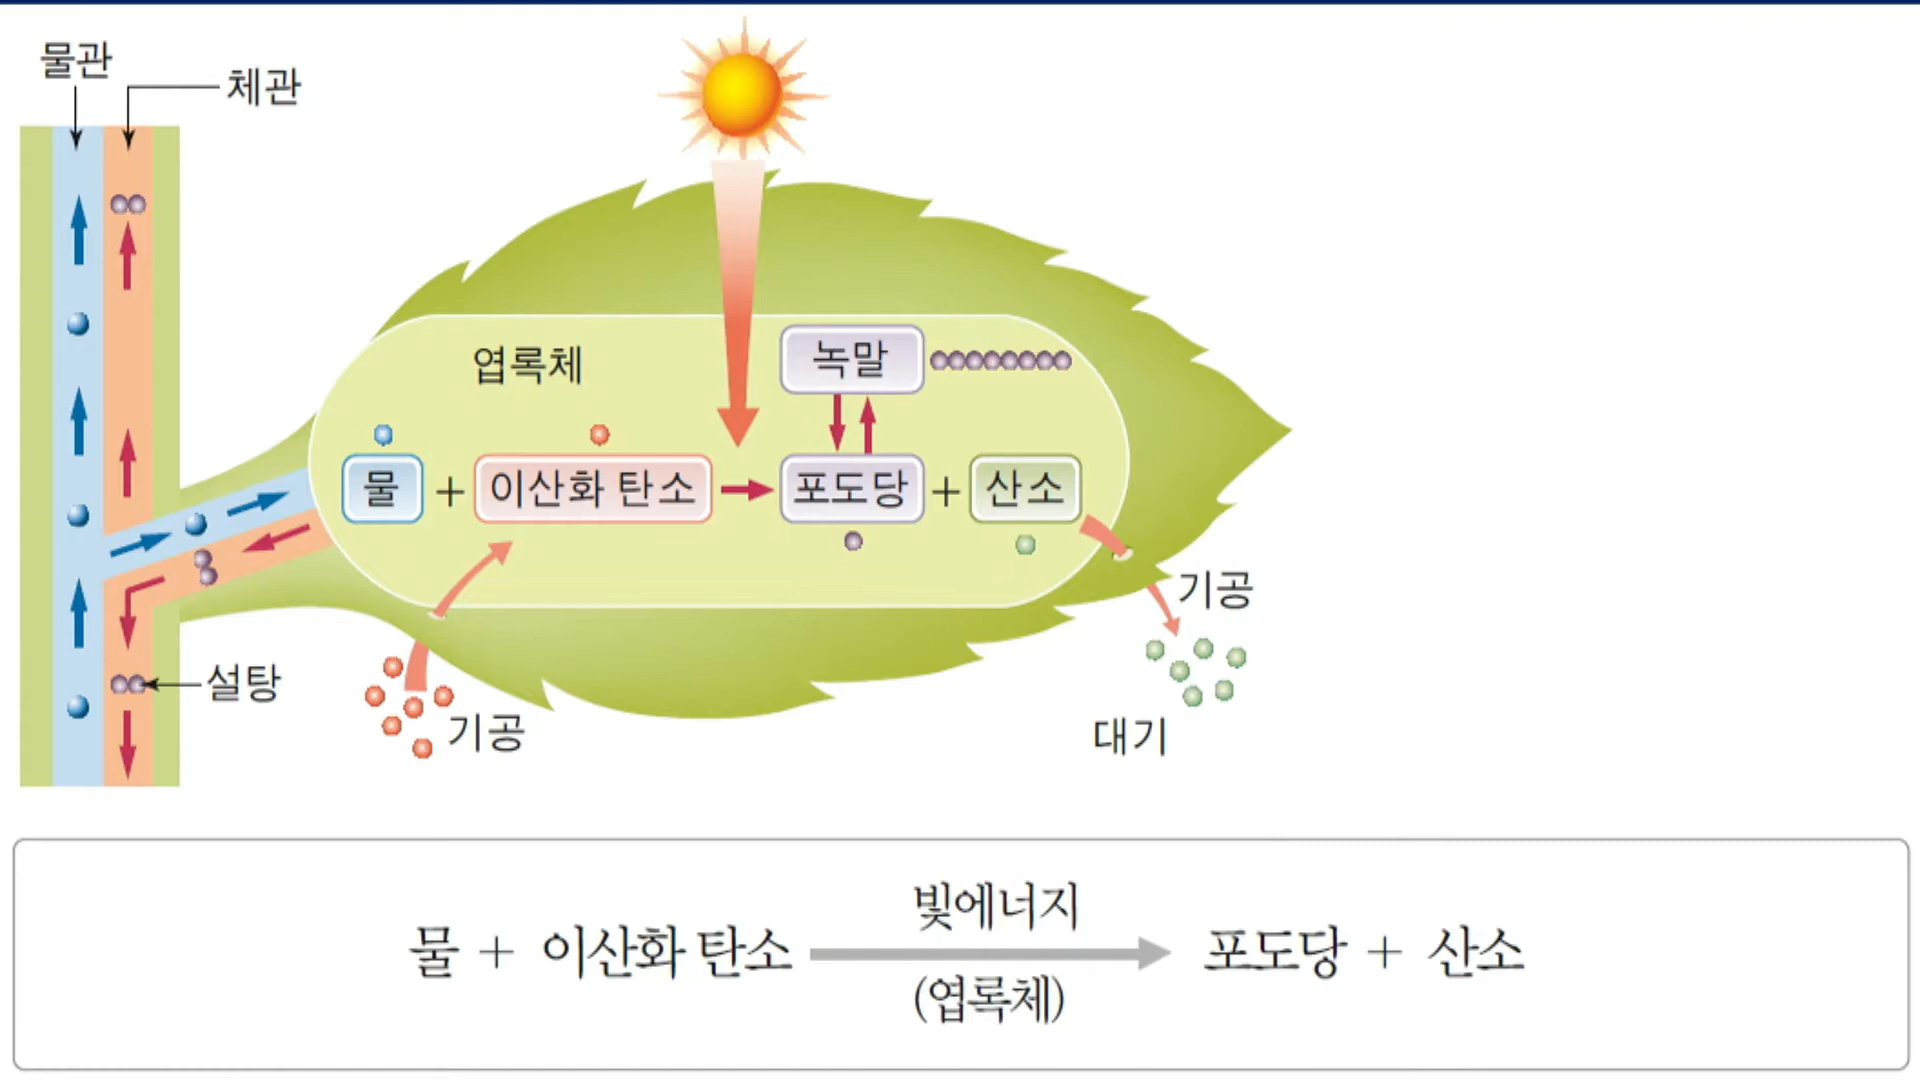 물관
체관
엽록체
녹말
물 + 이산화 탄소 포도당 + 산소
기공
설탕
기공
대기
빛에너지
물 + 이산화 탄소 포도당 + 산소
(엽록체)